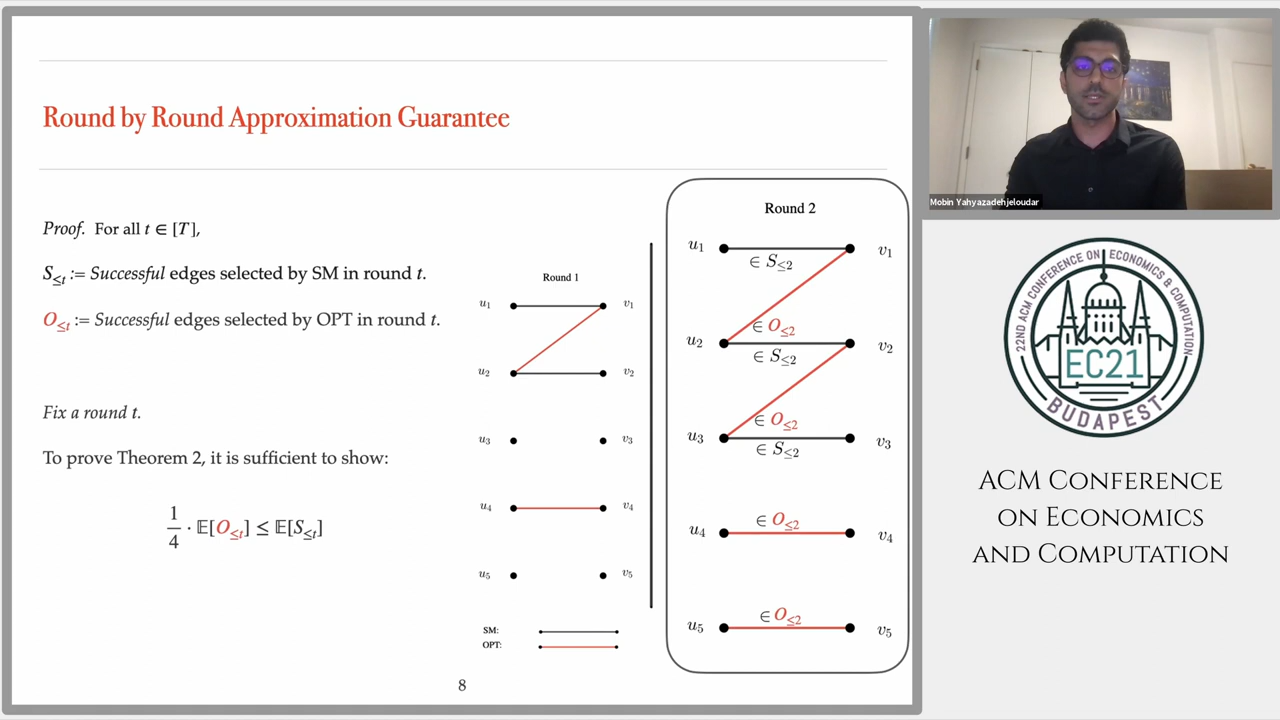 Round by Round Approximation Guarantee
Proof. For all t ∈ [T],
S≤t := Successful edges selected by SM in round t.
O≤t := Successful edges selected by OPT in round t.
Fix a round t.
To prove Theorem 2, it is sufficient to show:
1/4 · 𝔼[O≤t] ≤ 𝔼[S≤t]
Round 1
u1 v1
u2 v2
u3 v3
u4 v4
u5 v5
SM:
OPT:
Round 2
u1 v1
∈ S≤2
∈ O≤2
u2 v2
∈ S≤2
∈ O≤2
u3 v3
∈ S≤2
∈ O≤2
u4 v4
∈ O≤2
u5 v5
8
Mobin Yahyazadehjeloudar
22ND ACM CONFERENCE ON ECONOMICS & COMPUTATION
EC21
BUDAPEST
ACM Conference
on Economics
and Computation